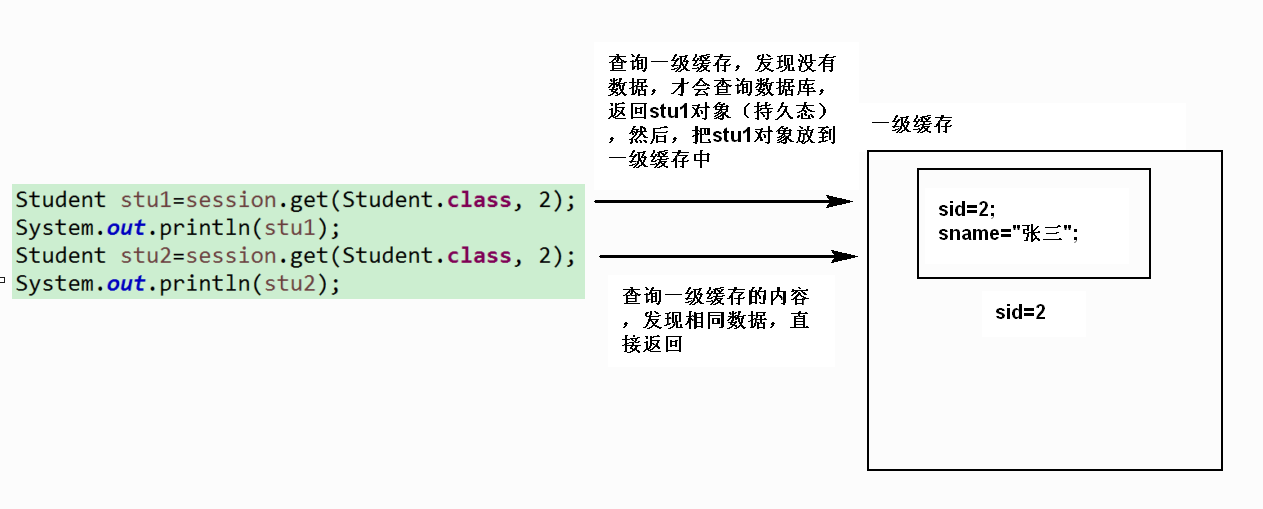 查询一级缓存，发现没有
数据，才会查询数据库，
返回stu1对象（持久态）
，然后，把stu1对象放到
一级缓存中
一级缓存
Student stu1=session.get(Student.class, 2);
System.out.println(stu1);
Student stu2=session.get(Student.class, 2);
System.out.println(stu2);
sid=2;
sname="张三";
查询一级缓存的内容
，发现相同数据，直
接返回
sid=2